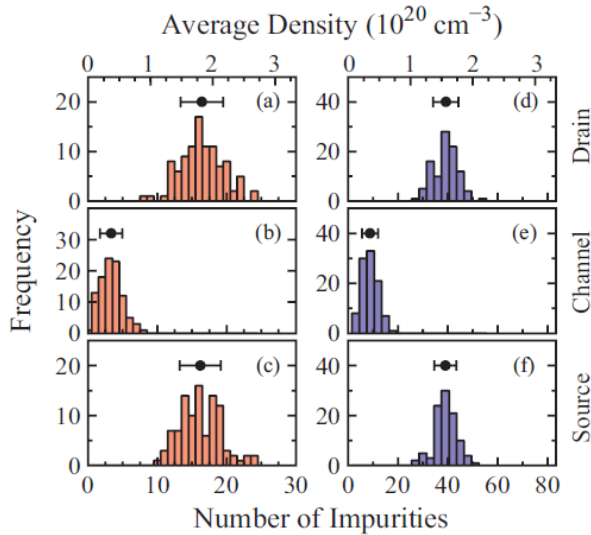 Average Density (10^20 cm^−3)
0 1 2 3 0 1 2 3
20 (a) 40 (d) Drain
10 20
0 0
30 (b) 40 (e) Channel
20 20
10
0 0
20 (c) 40 (f) Source
10 20
0 0
0 10 20 30 0 20 40 60 80
Frequency
Number of Impurities